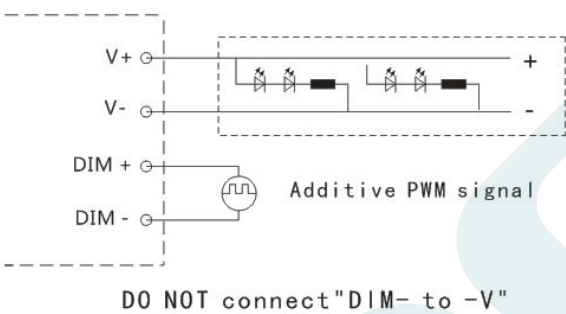 V+
+
V-
-
DIM +
Additive PWM signal
DIM -
DO NOT connect"DIM- to -V"